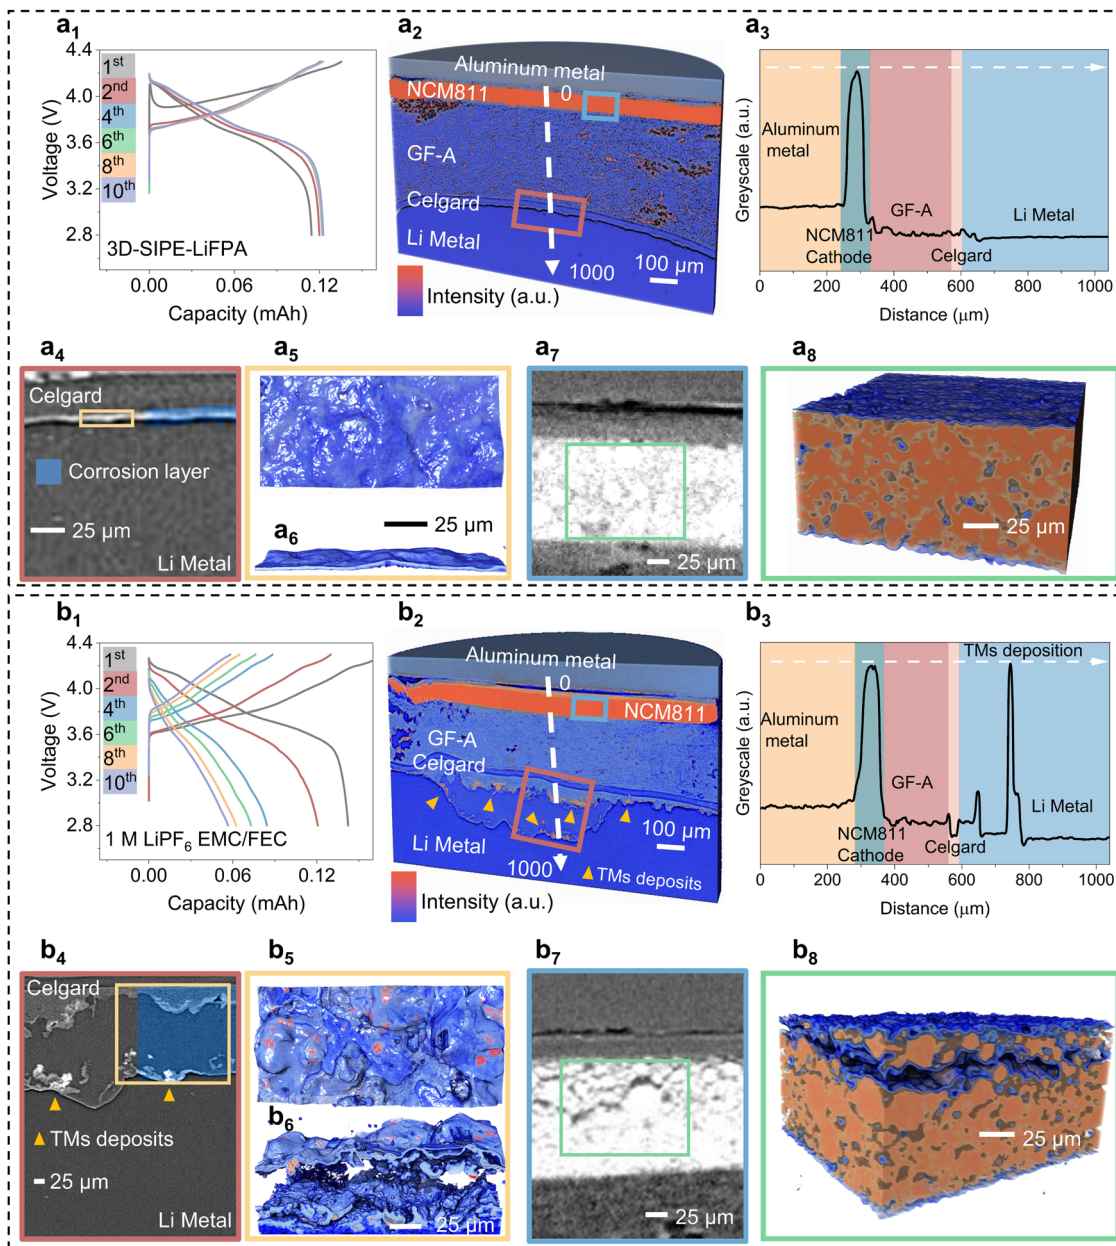 a1
4.4
4.0
3.6
3.2
2.8
Voltage (V)
1st
2nd
4th
6th
8th
10th
3D-SIPE-LiFPA
0.00
0.06
0.12
Capacity (mAh)
a2
Aluminum metal
NCM811
0
GF-A
Celgard
Li Metal
1000
100 μm
Intensity (a.u.)
a3
Greyscale (a.u.)
Aluminum
metal
GF-A
Li Metal
NCM811
Cathode
Celgard
0
200
400
600
800
1000
Distance (μm)
a4
Celgard
Corrosion layer
25 μm
Li Metal
a5
25 μm
a6
a7
25 μm
a8
25 μm
b1
4.4
4.0
3.6
3.2
2.8
Voltage (V)
1st
2nd
4th
6th
8th
10th
1 M LiPF6 EMC/FEC
0.00
0.06
0.12
Capacity (mAh)
b2
Aluminum metal
0
NCM811
GF-A
Celgard
Li Metal
100 μm
1000
TMs deposits
Intensity (a.u.)
b3
Greyscale (a.u.)
TMs deposition
Aluminum
metal
GF-A
Li Metal
NCM811
Cathode
Celgard
0
200
400
600
800
1000
Distance (μm)
b4
Celgard
TMs deposits
25 μm
Li Metal
b5
b6
25 μm
b7
25 μm
b8
25 μm